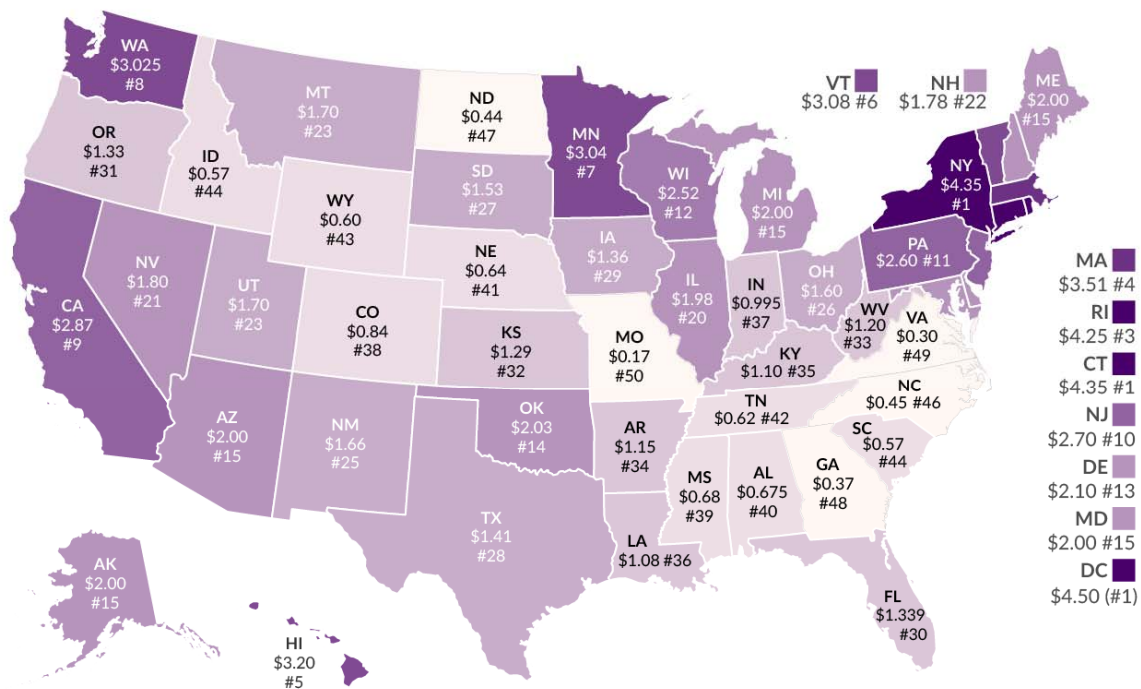 WA
$3.025
#8
MT
$1.70
#23
ND
$0.44
#47
MN
$3.04
#7
VT
$3.08 #6
NH
$1.78 #22
ME
$2.00
#15
OR
$1.33
#31
ID
$0.57
#44
WY
$0.60
#43
SD
$1.53
#27
WI
$2.52
#12
MI
$2.00
#15
NY
$4.35
#1
CA
$2.87
#9
NV
$1.80
#21
UT
$1.70
#23
CO
$0.84
#38
NE
$0.64
#41
KS
$1.29
#32
IA
$1.36
#29
MO
$0.17
#50
IL
$1.98
#20
IN
$0.995
#37
OH
$1.60
#26
PA
$2.60 #11
WV
$1.20
#33
VA
$0.30
#49
KY
$1.10 #35
NC
$0.45 #46
TN
$0.62 #42
SC
$0.57
#44
AZ
$2.00
#15
NM
$1.66
#25
OK
$2.03
#14
AR
$1.15
#34
MS
$0.68
#39
AL
$0.675
#40
GA
$0.37
#48
TX
$1.41
#28
LA
$1.08 #36
FL
$1.339
#30
AK
$2.00
#15
HI
$3.20
#5
MA
$3.51 #4
RI
$4.25 #3
CT
$4.35 #1
NJ
$2.70 #10
DE
$2.10 #13
MD
$2.00 #15
DC
$4.50 (#1)